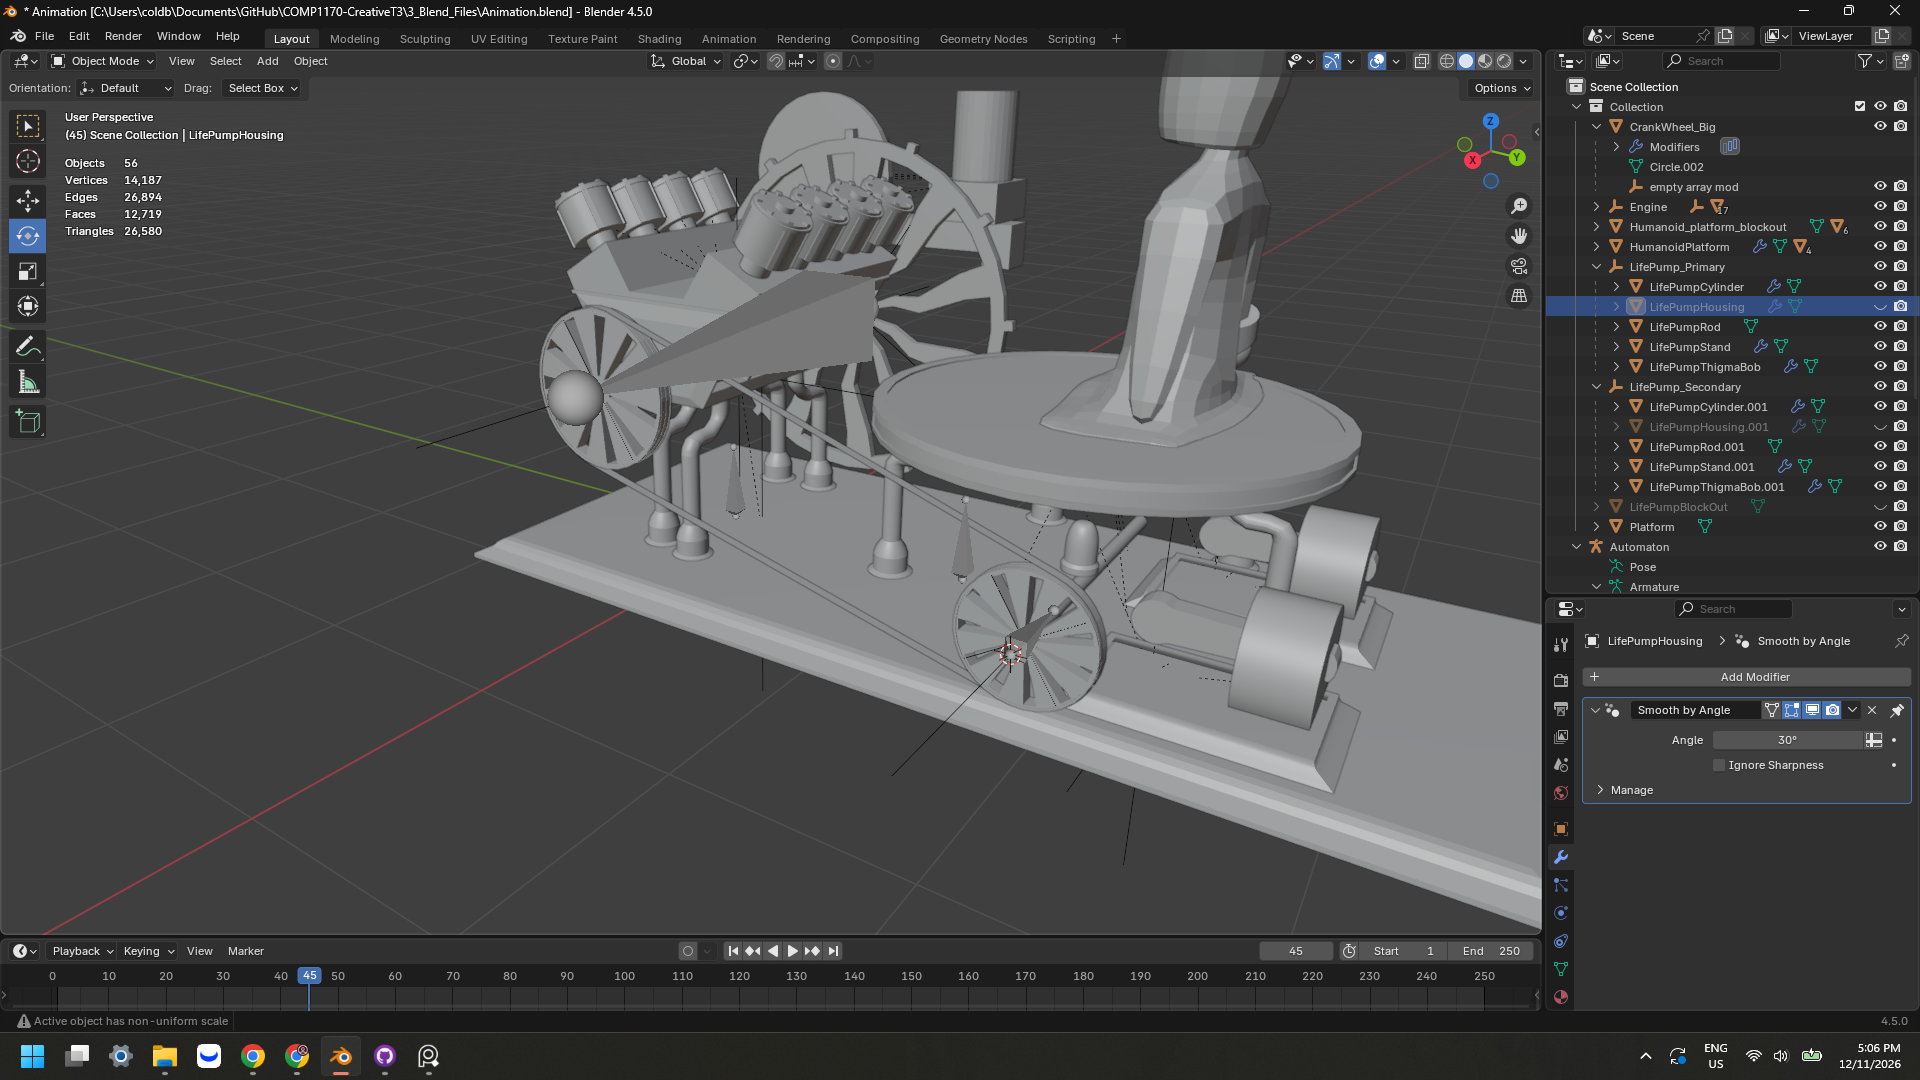 * Animation [C:\Users\coldb\Documents\GitHub\COMP1170-CreativeT3\3_Blend_Files\Animation.blend] - Blender 4.5.0
File Edit Render Window Help
Layout Modeling Sculpting UV Editing Texture Paint Shading Animation Rendering Compositing Geometry Nodes Scripting +
Scene ViewLayer
Object Mode View Select Add Object Global
Search
Orientation: Default Drag: Select Box Options
User Perspective
(45) Scene Collection | LifePumpHousing
Objects 56
Vertices 14,187
Edges 26,894
Faces 12,719
Triangles 26,580
Z
Y
X
Scene Collection
Collection
CrankWheel_Big
Modifiers
Circle.002
empty array mod
Engine 17
Humanoid_platform_blockout 6
HumanoidPlatform 4
LifePump_Primary
LifePumpCylinder
LifePumpHousing
LifePumpRod
LifePumpStand
LifePumpThigmaBob
LifePump_Secondary
LifePumpCylinder.001
LifePumpHousing.001
LifePumpRod.001
LifePumpStand.001
LifePumpThigmaBob.001
LifePumpBlockOut
Platform
Automaton
Pose
Armature
Search
LifePumpHousing > Smooth by Angle
+ Add Modifier
Smooth by Angle
Angle 30°
Ignore Sharpness
Manage
Playback Keying View Marker
45 Start 1 End 250
0 10 20 30 40 45 50 60 70 80 90 100 110 120 130 140 150 160 170 180 190 200 210 220 230 240 250
Active object has non-uniform scale
4.5.0
ENG
US
5:06 PM
12/11/2026